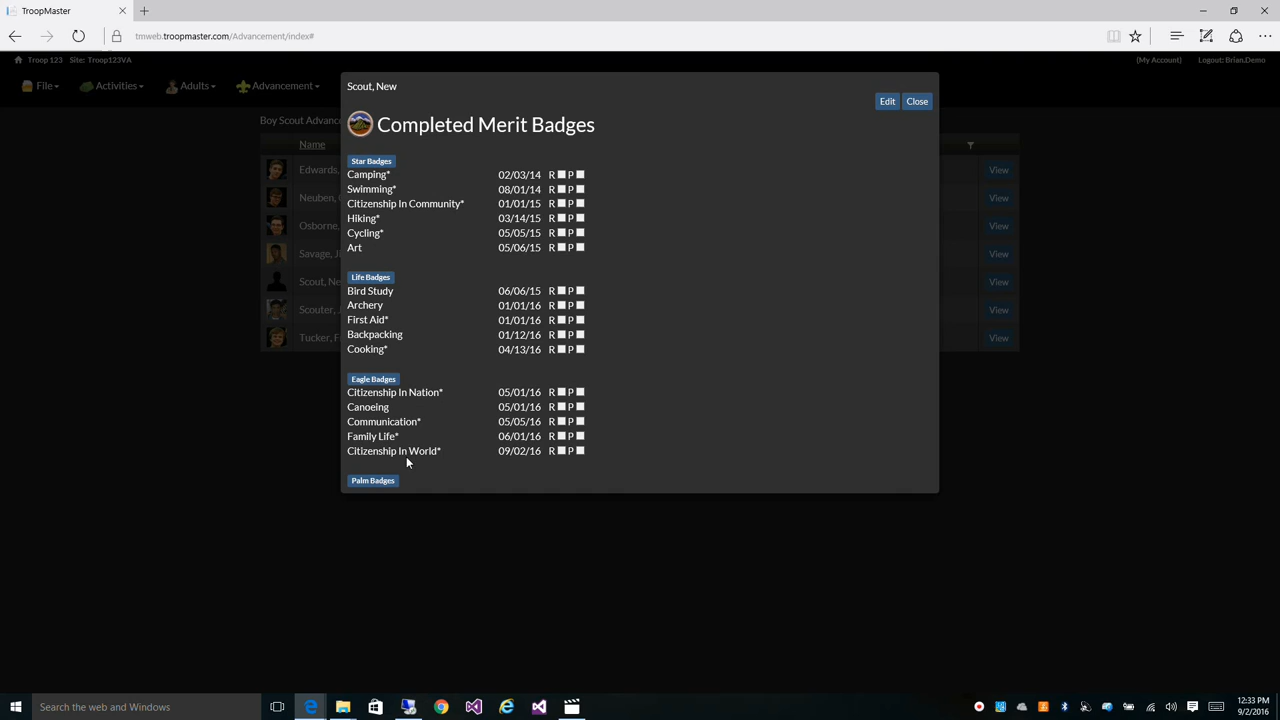 TroopMaster
tmweb.troopmaster.com/Advancement/index#
Troop 123 Site: Troop123VA (My Account) Logout: Brian.Demo
File Activities Adults Advancement
Boy Scout Advanc
Name
Edwards, View
Neuben, View
Osborne, View
Savage, Ji View
Scout, Ne View
Scouter, J View
Tucker, F View
Scout, New
Edit Close
Completed Merit Badges
Star Badges
Camping* 02/03/14 R P
Swimming* 08/01/14 R P
Citizenship In Community* 01/01/15 R P
Hiking* 03/14/15 R P
Cycling* 05/05/15 R P
Art 05/06/15 R P
Life Badges
Bird Study 06/06/15 R P
Archery 01/01/16 R P
First Aid* 01/01/16 R P
Backpacking 01/12/16 R P
Cooking* 04/13/16 R P
Eagle Badges
Citizenship In Nation* 05/01/16 R P
Canoeing 05/01/16 R P
Communication* 05/05/16 R P
Family Life* 06/01/16 R P
Citizenship In World* 09/02/16 R P
Palm Badges
Search the web and Windows
12:33 PM
9/2/2016